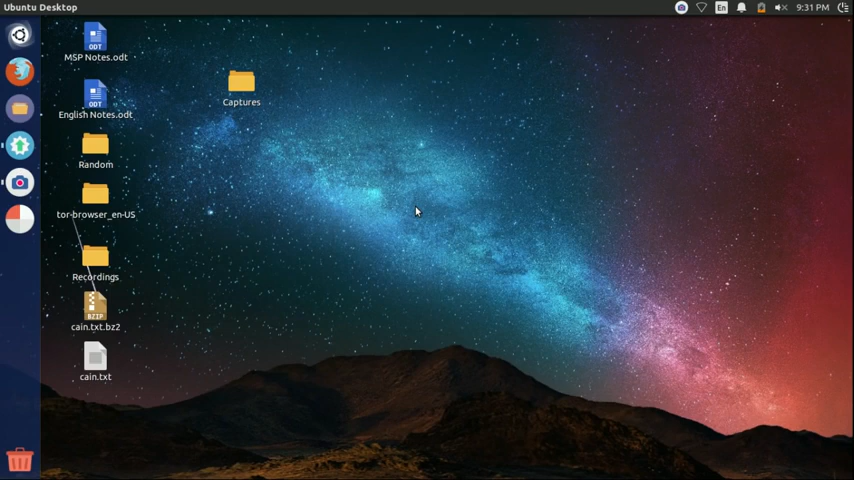 Ubuntu Desktop
En
9:31 PM
MSP Notes.odt
ODT
English Notes.odt
ODT
Captures
Random
tor-browser_en-US
Recordings
BZIP
cain.txt.bz2
cain.txt